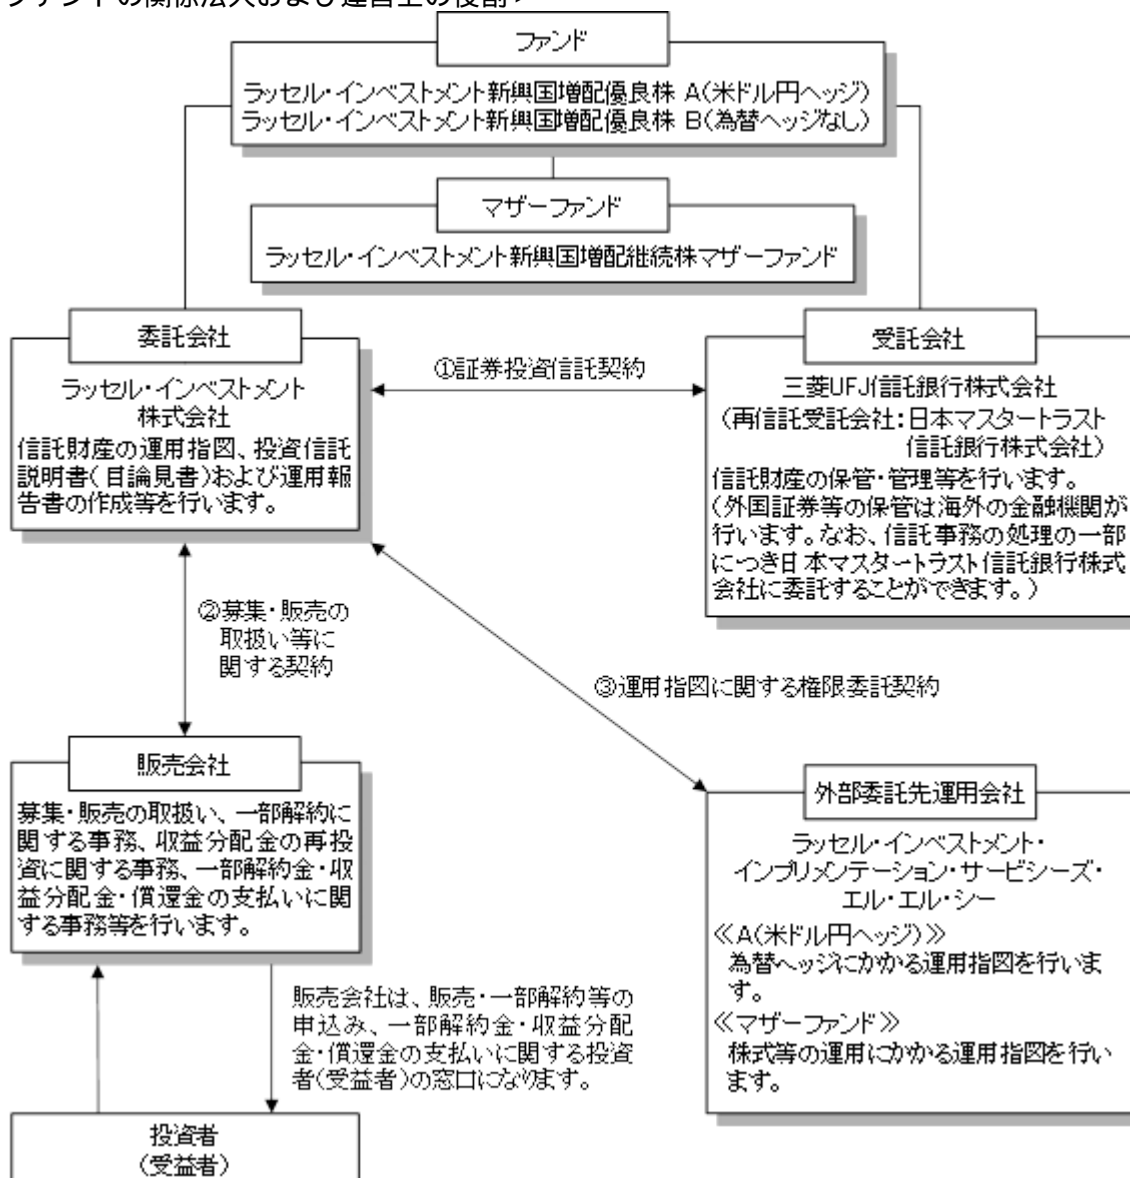 ファンドの関係法人および運営上の役割>
ファンド
ラッセル・インベストメント新興国増配優良株 A(米ドル円ヘッジ)
ラッセル・インベストメント新興国増配優良株 B(為替ヘッジなし)
マザーファンド
ラッセル・インベストメント新興国増配継続株マザーファンド
委託会社
ラッセル・インベストメント
株式会社
信託財産の運用指図、投資信託
説明書(目論見書)および運用報
告書の作成等を行います。
①証券投資信託契約
受託会社
三菱UFJ信託銀行株式会社
(再信託受託会社:日本マスタートラスト
信託銀行株式会社)
信託財産の保管・管理等を行います。
(外国証券等の保管は海外の金融機関が
行います。なお、信託事務の処理の一部
につき日本マスタートラスト信託銀行株式
会社に委託することができます。)
②募集・販売の
取扱い等に
関する契約
③運用指図に関する権限委託契約
販売会社
募集・販売の取扱い、一部解約に
関する事務、収益分配金の再投
資に関する事務、一部解約金・収
益分配金・償還金の支払いに関
する事務等を行います。
外部委託先運用会社
ラッセル・インベストメント・
インプリメンテーション・サービシーズ・
エル・エル・シー
≪A(米ドル円ヘッジ)≫
為替ヘッジにかかる運用指図を行いま
す。
≪マザーファンド≫
株式等の運用にかかる運用指図を行い
ます。
販売会社は、販売・一部解約等の
申込み、一部解約金・収益分配
金・償還金の支払いに関する投資
者(受益者)の窓口になります。
投資者
(受益者)